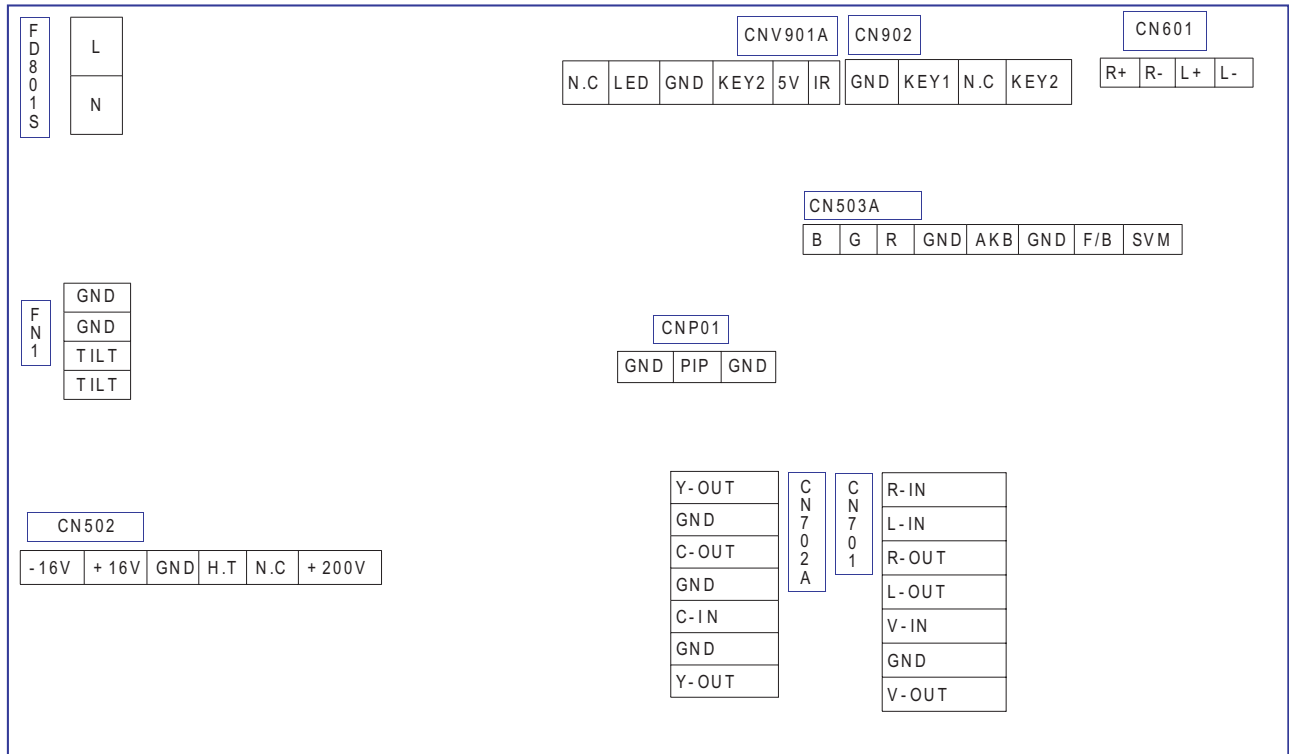 FD801S
L
N
CNV901A
N.C LED GND KEY2 5V IR
CN902
GND KEY1 N.C KEY2
CN601
R+ R- L+ L-
CN503A
B G R GND AKB GND F/B SVM
FN1
GND
GND
TILT
TILT
CNP01
GND PIP GND
CN502
-16V +16V GND H.T N.C +200V
Y-OUT
GND
C-OUT
GND
C-IN
GND
Y-OUT
CN702A
CN701
R-IN
L-IN
R-OUT
L-OUT
V-IN
GND
V-OUT